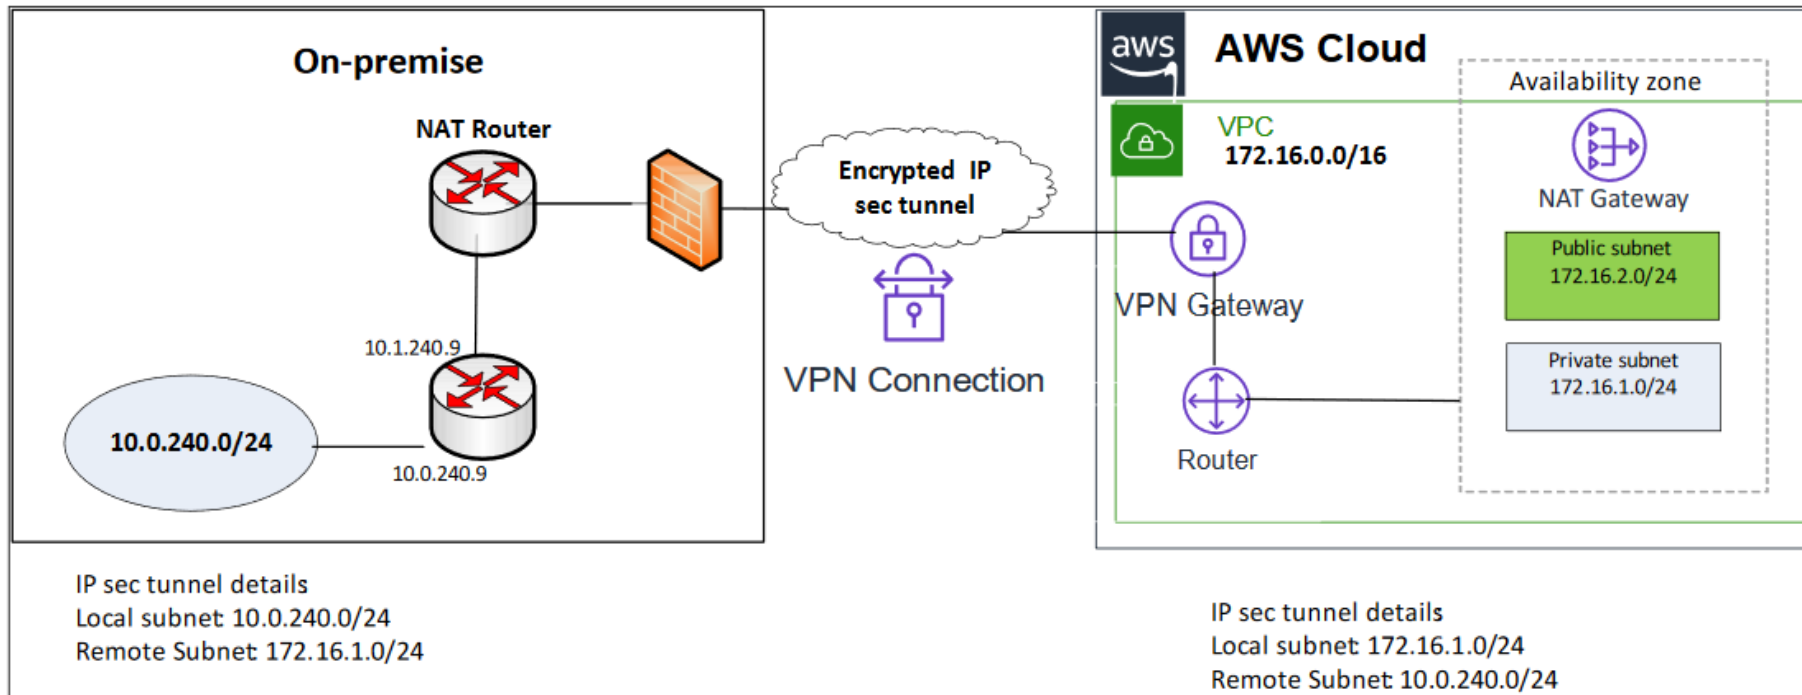 On-premise
NAT Router
10.1.240.9
10.0.240.0/24
10.0.240.9
Encrypted IP
sec tunnel
VPN Connection
aws
AWS Cloud
VPC
172.16.0.0/16
VPN Gateway
Router
Availability zone
NAT Gateway
Public subnet
172.16.2.0/24
Private subnet
172.16.1.0/24
IP sec tunnel details
Local subnet: 10.0.240.0/24
Remote Subnet: 172.16.1.0/24
IP sec tunnel details
Local subnet: 172.16.1.0/24
Remote Subnet: 10.0.240.0/24